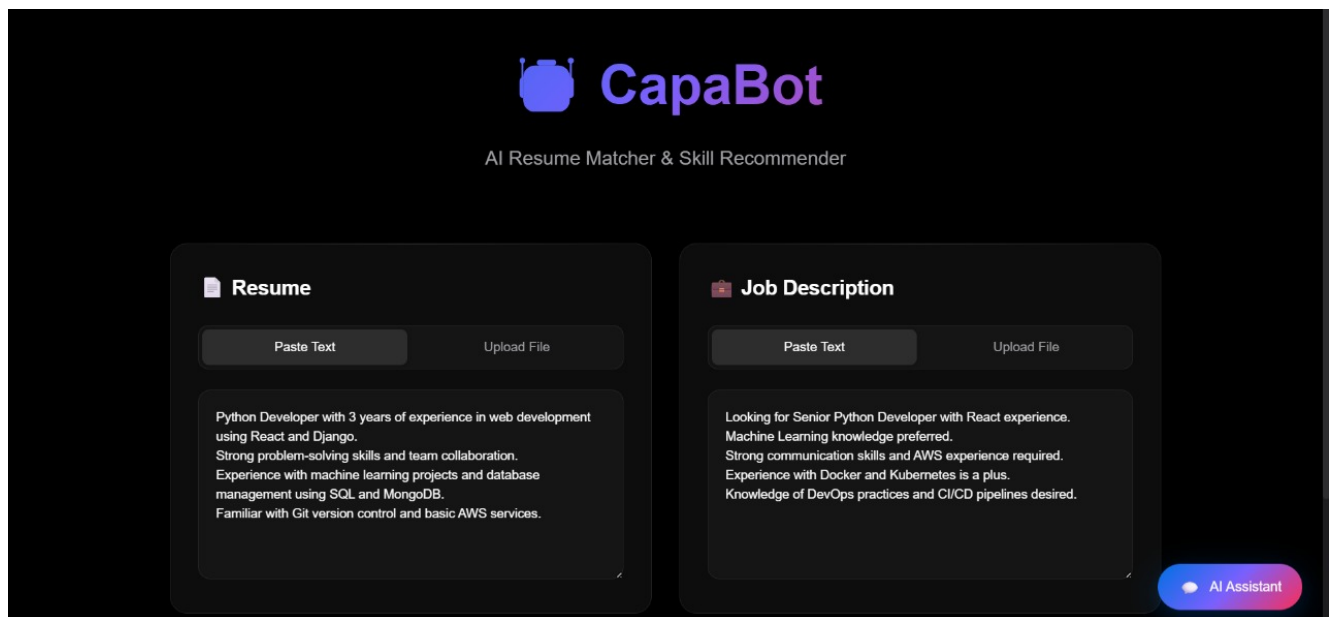 CapaBot
AI Resume Matcher & Skill Recommender
Resume
Paste Text
Upload File
Python Developer with 3 years of experience in web development
using React and Django.
Strong problem-solving skills and team collaboration.
Experience with machine learning projects and database
management using SQL and MongoDB.
Familiar with Git version control and basic AWS services.
Job Description
Paste Text
Upload File
Looking for Senior Python Developer with React experience.
Machine Learning knowledge preferred.
Strong communication skills and AWS experience required.
Experience with Docker and Kubernetes is a plus.
Knowledge of DevOps practices and CI/CD pipelines desired.
AI Assistant